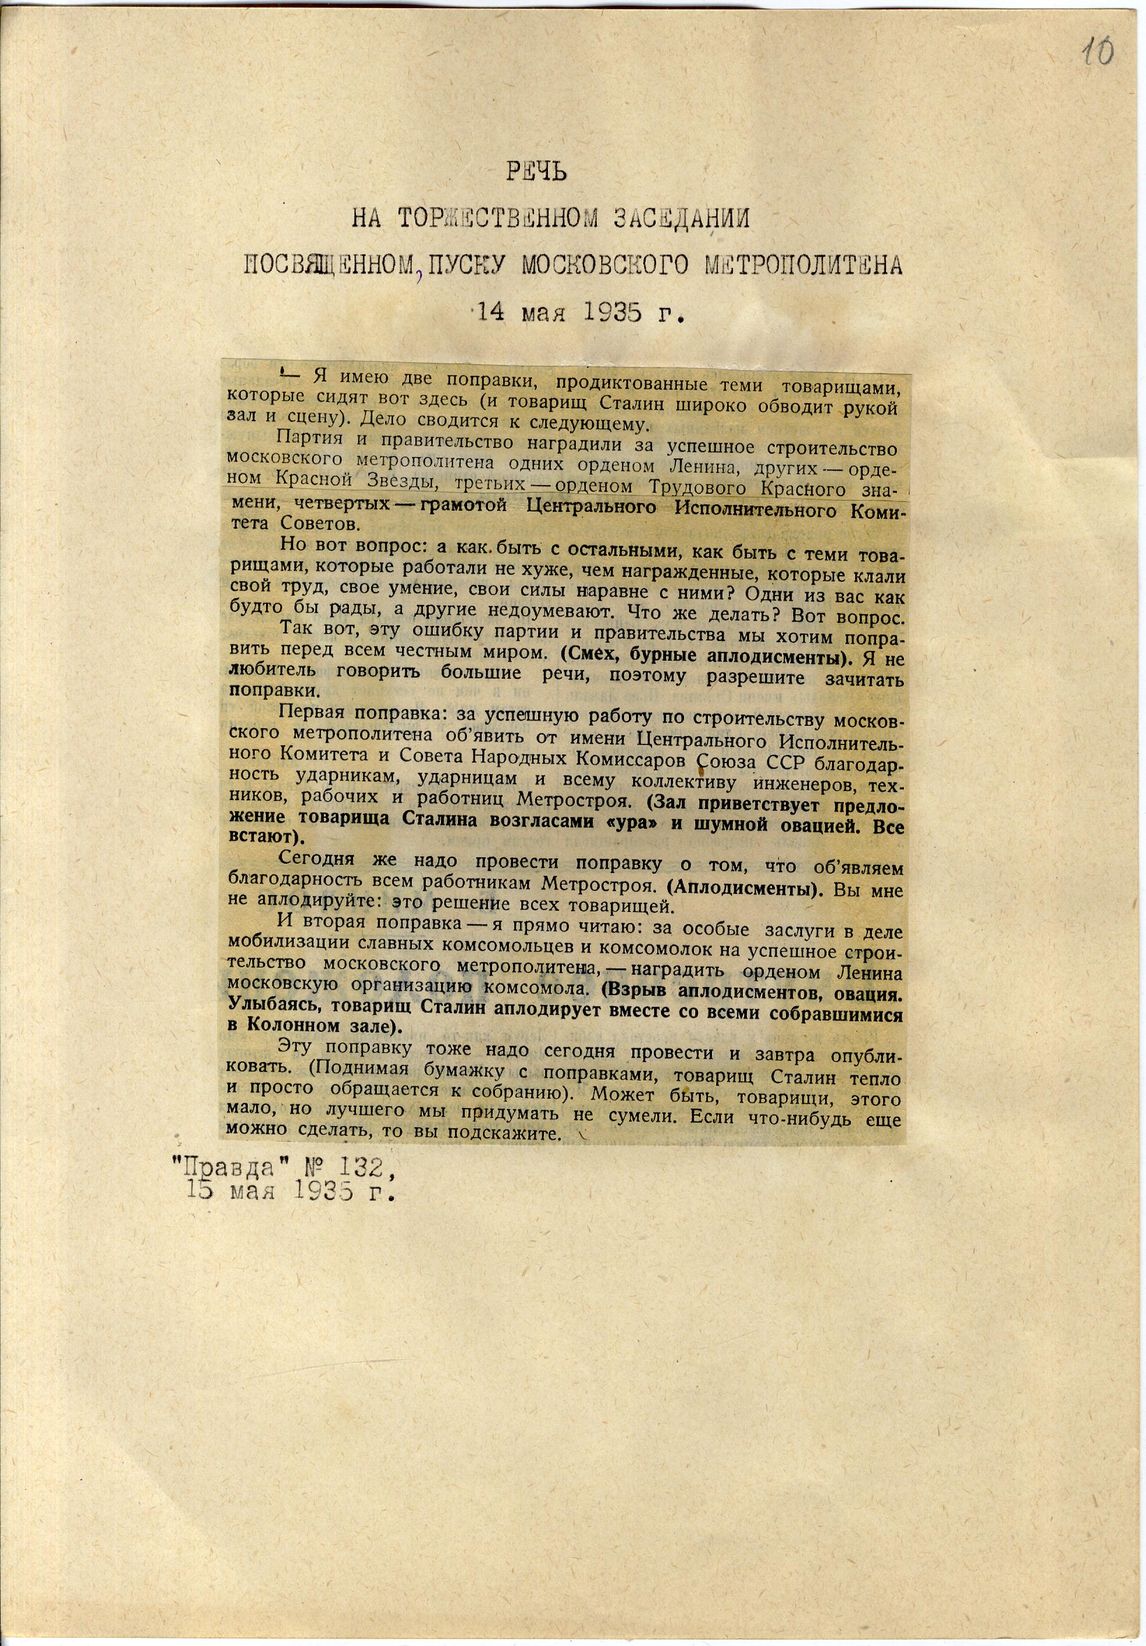 10
РЕЧЬ
НА ТОРЖЕСТВЕННОМ ЗАСЕДАНИИ
ПОСВЯЩЕННОМ, ПУСКУ МОСКОВСКОГО МЕТРОПОЛИТЕНА
14 мая 1935 г.
— Я имею две поправки, продиктованные теми товарищами,
которые сидят вот здесь (и товарищ Сталин широко обводит рукой
зал и сцену). Дело сводится к следующему.
Партия и правительство наградили за успешное строительство
московского метрополитена одних орденом Ленина, других — орде-
ном Красной Звезды, третьих — орденом Трудового Красного зна-
мени, четвертых — грамотой Центрального Исполнительного Коми-
тета Советов.
Но вот вопрос: а как быть с остальными, как быть с теми това-
рищами, которые работали не хуже, чем награжденные, которые клали
свой труд, свое умение, свои силы наравне с ними? Одни из вас как
будто бы рады, а другие недоумевают. Что же делать? Вот вопрос.
Так вот, эту ошибку партии и правительства мы хотим попра-
вить перед всем честным миром. (Смех, бурные аплодисменты). Я не
любитель говорить большие речи, поэтому разрешите зачитать
поправки.
Первая поправка: за успешную работу по строительству москов-
ского метрополитена об’явить от имени Центрального Исполнитель-
ного Комитета и Совета Народных Комиссаров Союза ССР благодар-
ность ударникам, ударницам и всему коллективу инженеров, тех-
ников, рабочих и работниц Метростроя. (Зал приветствует предло-
жение товарища Сталина возгласами «ура» и шумной овацией. Все
встают).
Сегодня же надо провести поправку о том, что об’являем
благодарность всем работникам Метростроя. (Аплодисменты). Вы мне
не аплодируйте: это решение всех товарищей.
И вторая поправка — я прямо читаю: за особые заслуги в деле
мобилизации славных комсомольцев и комсомолок на успешное строи-
тельство московского метрополитена, — наградить орденом Ленина
московскую организацию комсомола. (Взрыв аплодисментов, овация.
Улыбаясь, товарищ Сталин аплодирует вместе со всеми собравшимися
в Колонном зале).
Эту поправку тоже надо сегодня провести и завтра опубли-
ковать. (Поднимая бумажку с поправками, товарищ Сталин тепло
и просто обращается к собранию). Может быть, товарищи, этого
мало, но лучшего мы придумать не сумели. Если что-нибудь еще
можно сделать, то вы подскажите.
"Правда" № 132,
15 мая 1935 г.